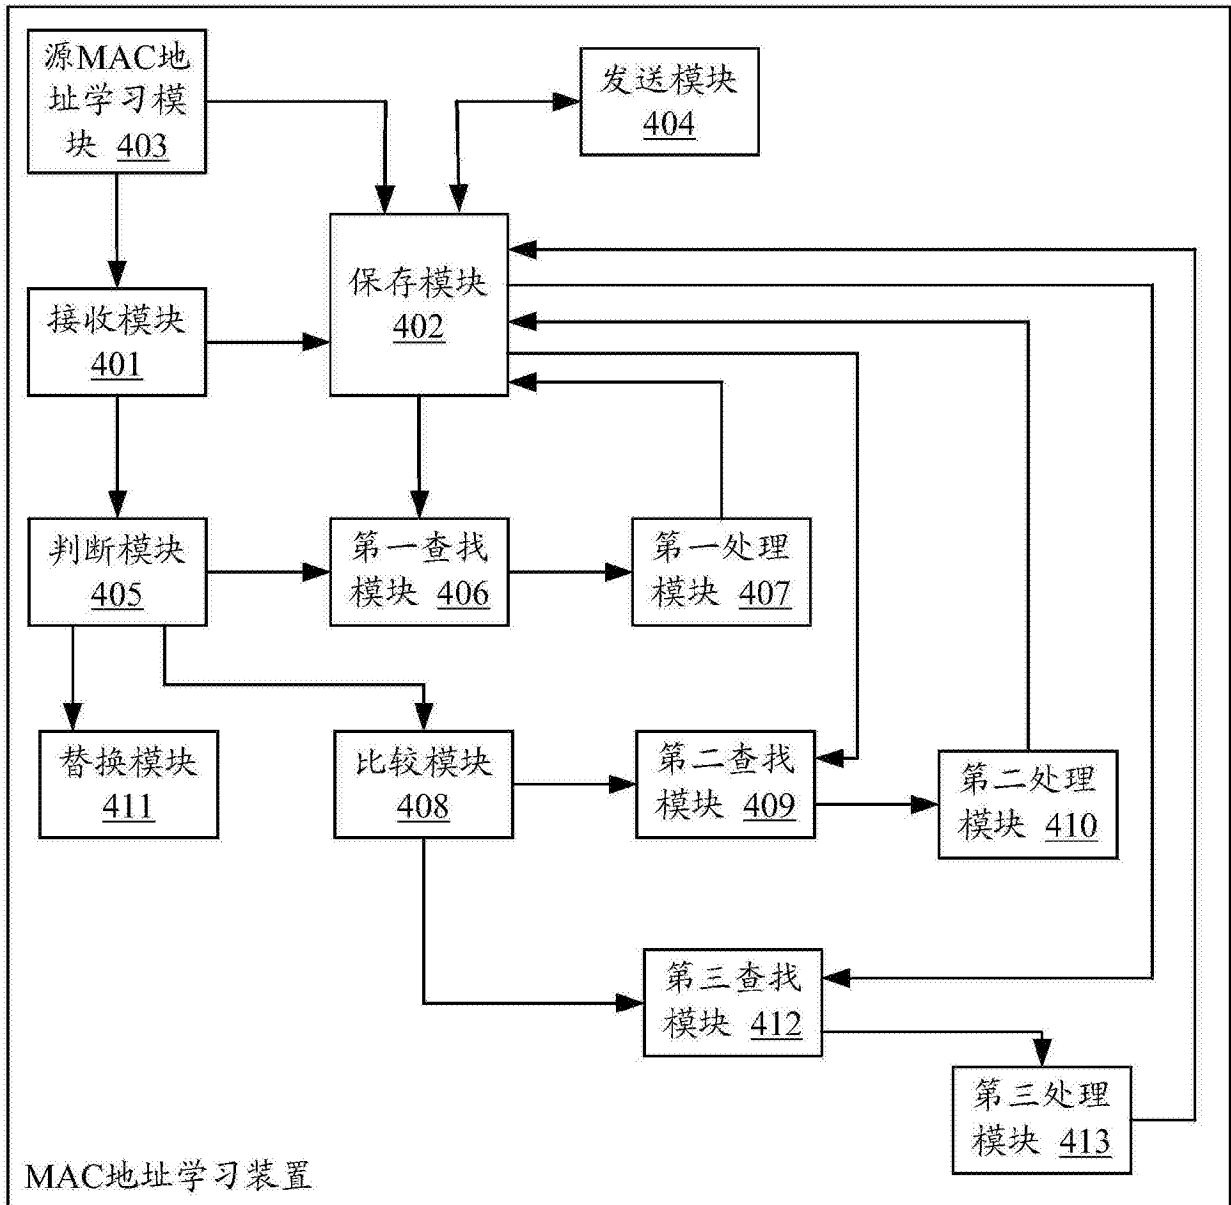 源MAC地
址学习模
块 403
发送模块
404
保存模块
402
接收模块
401
判断模块
405
第一查找
模块 406
第一处理
模块 407
替换模块
411
比较模块
408
第二查找
模块 409
第二处理
模块 410
第三查找
模块 412
第三处理
模块 413
MAC地址学习装置